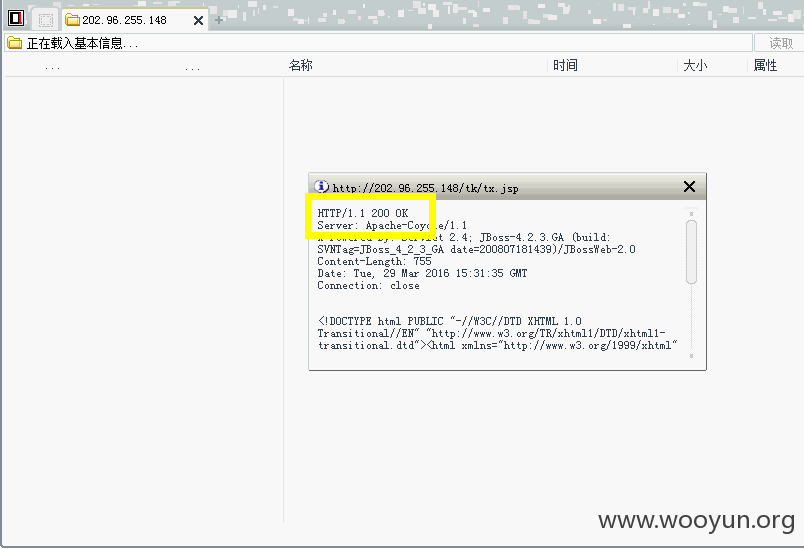 202.96.255.148
正在载入基本信息...
读取
... ... 名称 时间 大小 属性
http://202.96.255.148/tk/tx.jsp
HTTP/1.1 200 OK
Server: Apache-Coyote/1.1
X-Powered-By: Servlet 2.4; JBoss-4.2.3.GA (build:
SVNTag=JBoss_4_2_3_GA date=200807181439)/JBossWeb-2.0
Content-Length: 755
Date: Tue, 29 Mar 2016 15:31:35 GMT
Connection: close
<!DOCTYPE html PUBLIC "-//W3C//DTD XHTML 1.0
Transitional//EN" "http://www.w3.org/TR/xhtml1/DTD/xhtml1-
transitional.dtd"><html xmlns="http://www.w3.org/1999/xhtml"
www.wooyun.org